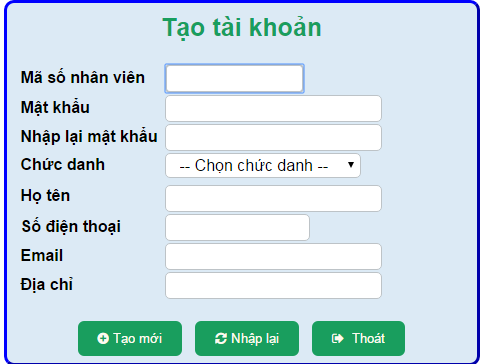 Tạo tài khoản
Mã số nhân viên
Mật khẩu
Nhập lại mật khẩu
Chức danh -- Chọn chức danh --
Họ tên
Số điện thoại
Email
Địa chỉ
Tạo mới Nhập lại Thoát